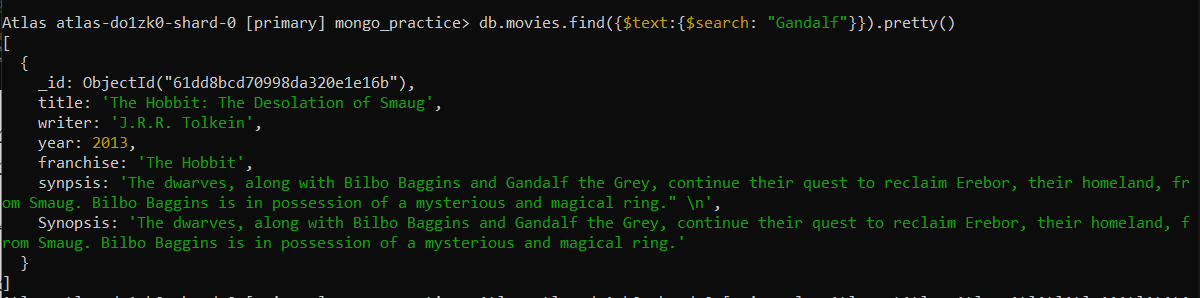 Atlas atlas-do1zk0-shard-0 [primary] mongo_practice> db.movies.find({$text:{$search: "Gandalf"}}).pretty()
[
  {
    _id: ObjectId("61dd8bcd70998da320e1e16b"),
    title: 'The Hobbit: The Desolation of Smaug',
    writer: 'J.R.R. Tolkein',
    year: 2013,
    franchise: 'The Hobbit',
    synpsis: 'The dwarves, along with Bilbo Baggins and Gandalf the Grey, continue their quest to reclaim Erebor, their homeland, fr
om Smaug. Bilbo Baggins is in possession of a mysterious and magical ring." \n',
    Synopsis: 'The dwarves, along with Bilbo Baggins and Gandalf the Grey, continue their quest to reclaim Erebor, their homeland, f
rom Smaug. Bilbo Baggins is in possession of a mysterious and magical ring.'
  }
]